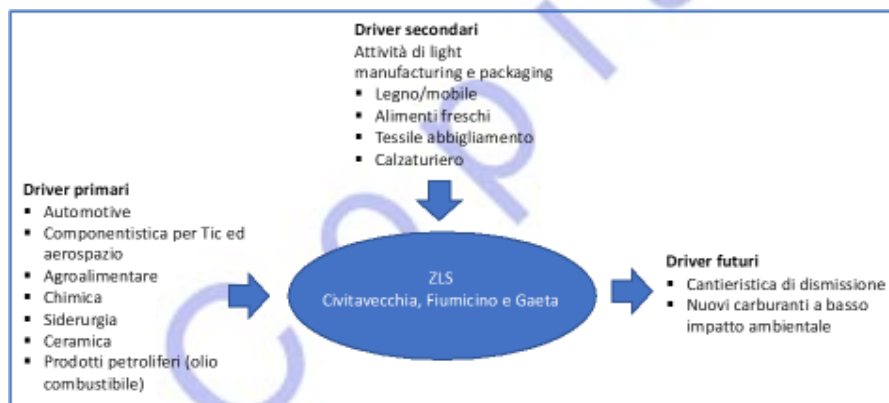 Driver secondari
Attività di light
manufacturing e packaging
▪ Legno/mobile
▪ Alimenti freschi
▪ Tessile abbigliamento
▪ Calzaturiero
Driver primari
▪ Automotive
▪ Componentistica per Tic ed
aerospazio
▪ Agroalimentare
▪ Chimica
▪ Siderurgia
▪ Ceramica
▪ Prodotti petroliferi (olio
combustibile)
ZLS
Civitavecchia, Fiumicino e Gaeta
Driver futuri
▪ Cantieristica di dismissione
▪ Nuovi carburanti a basso
impatto ambientale